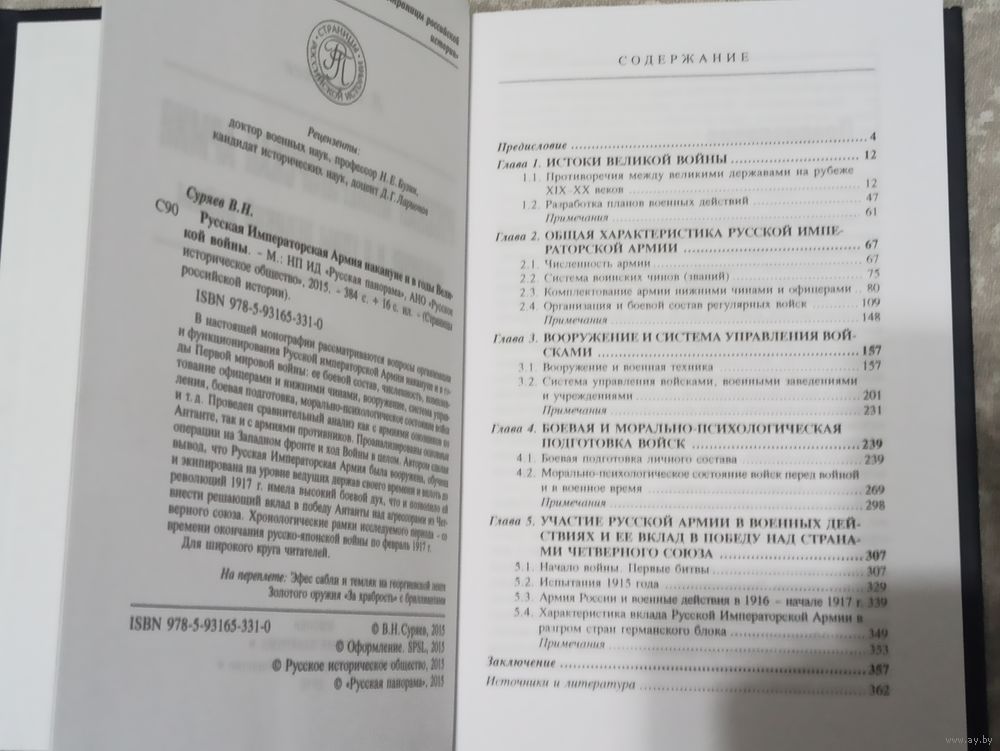 «Страницы российской
истории»
СТРАНИЦЫ
РОССИЙСКОЙ ИСТОРИИ
Рецензенты:
доктор военных наук, профессор Н. Е. Бузин,
кандидат исторических наук, доцент Д. Г. Ларионов
Суряев В.Н.
С90 Русская Императорская Армия накануне и в годы Вели-
кой войны. – М.: НП ИД «Русская панорама», АНО «Русское
историческое общество», 2015. – 384 с. + 16 с. ил. – (Страницы
российской истории).
ISBN 978-5-93165-331-0
В настоящей монографии рассматриваются вопросы организации
и функционирования Русской императорской Армии накануне и в го-
ды Первой мировой войны: ее боевой состав, численность, комплек-
тование офицерами и нижними чинами, вооружение, система управ-
ления, боевая подготовка, морально-психологическое состояние войск
и т. д. Проведен сравнительный анализ как с армиями союзников по
Антанте, так и с армиями противников. Проанализированы основные
операции на Западном фронте и ход Войны в целом. Автором сделан
вывод, что Русская Императорская Армия была вооружена, обучена
и экипирована на уровне ведущих держав своего времени и вплоть до
революций 1917 г. имела высокий боевой дух, что и позволило ей
внести решающий вклад в победу Антанты над агрессорами из Чет-
верного союза. Хронологические рамки исследуемого периода – со
времени окончания русско-японской войны по февраль 1917 г.
Для широкого круга читателей.
На переплете: Эфес сабли и темляк на георгиевской ленте
Золотого оружия «За храбрость» с бриллиантами
ISBN 978-5-93165-331-0
© В.Н. Суряев, 2015
© Оформление. SPSL, 2015
© Русское историческое общество, 2015
© «Русская панорама», 2015
СОДЕРЖАНИЕ
Предисловие 4
Глава 1. ИСТОКИ ВЕЛИКОЙ ВОЙНЫ 12
1.1. Противоречия между великими державами на рубеже
XIX–XX веков 12
1.2. Разработка планов военных действий 47
Примечания 61
Глава 2. ОБЩАЯ ХАРАКТЕРИСТИКА РУССКОЙ ИМПЕ-
РАТОРСКОЙ АРМИИ 67
2.1. Численность армии 67
2.2. Система воинских чинов (званий) 75
2.3. Комплектование армии нижними чинами и офицерами 80
2.4. Организация и боевой состав регулярных войск 109
Примечания 148
Глава 3. ВООРУЖЕНИЕ И СИСТЕМА УПРАВЛЕНИЯ ВОЙ-
СКАМИ 157
3.1. Вооружение и военная техника 157
3.2. Система управления войсками, военными заведениями
и учреждениями 201
Примечания 231
Глава 4. БОЕВАЯ И МОРАЛЬНО-ПСИХОЛОГИЧЕСКАЯ
ПОДГОТОВКА ВОЙСК 239
4.1. Боевая подготовка личного состава 239
4.2. Морально-психологическое состояние войск перед войной
и в военное время 269
Примечания 298
Глава 5. УЧАСТИЕ РУССКОЙ АРМИИ В ВОЕННЫХ ДЕЙ-
СТВИЯХ И ЕЕ ВКЛАД В ПОБЕДУ НАД СТРАНА-
МИ ЧЕТВЕРНОГО СОЮЗА 307
5.1. Начало войны. Первые битвы 307
5.2. Испытания 1915 года 329
5.3. Армия России и военные действия в 1916 – начале 1917 г. 339
5.4. Характеристика вклада Русской Императорской Армии в
разгром стран германского блока 349
Примечания 353
Заключение 357
Источники и литература 362
www.ay.by